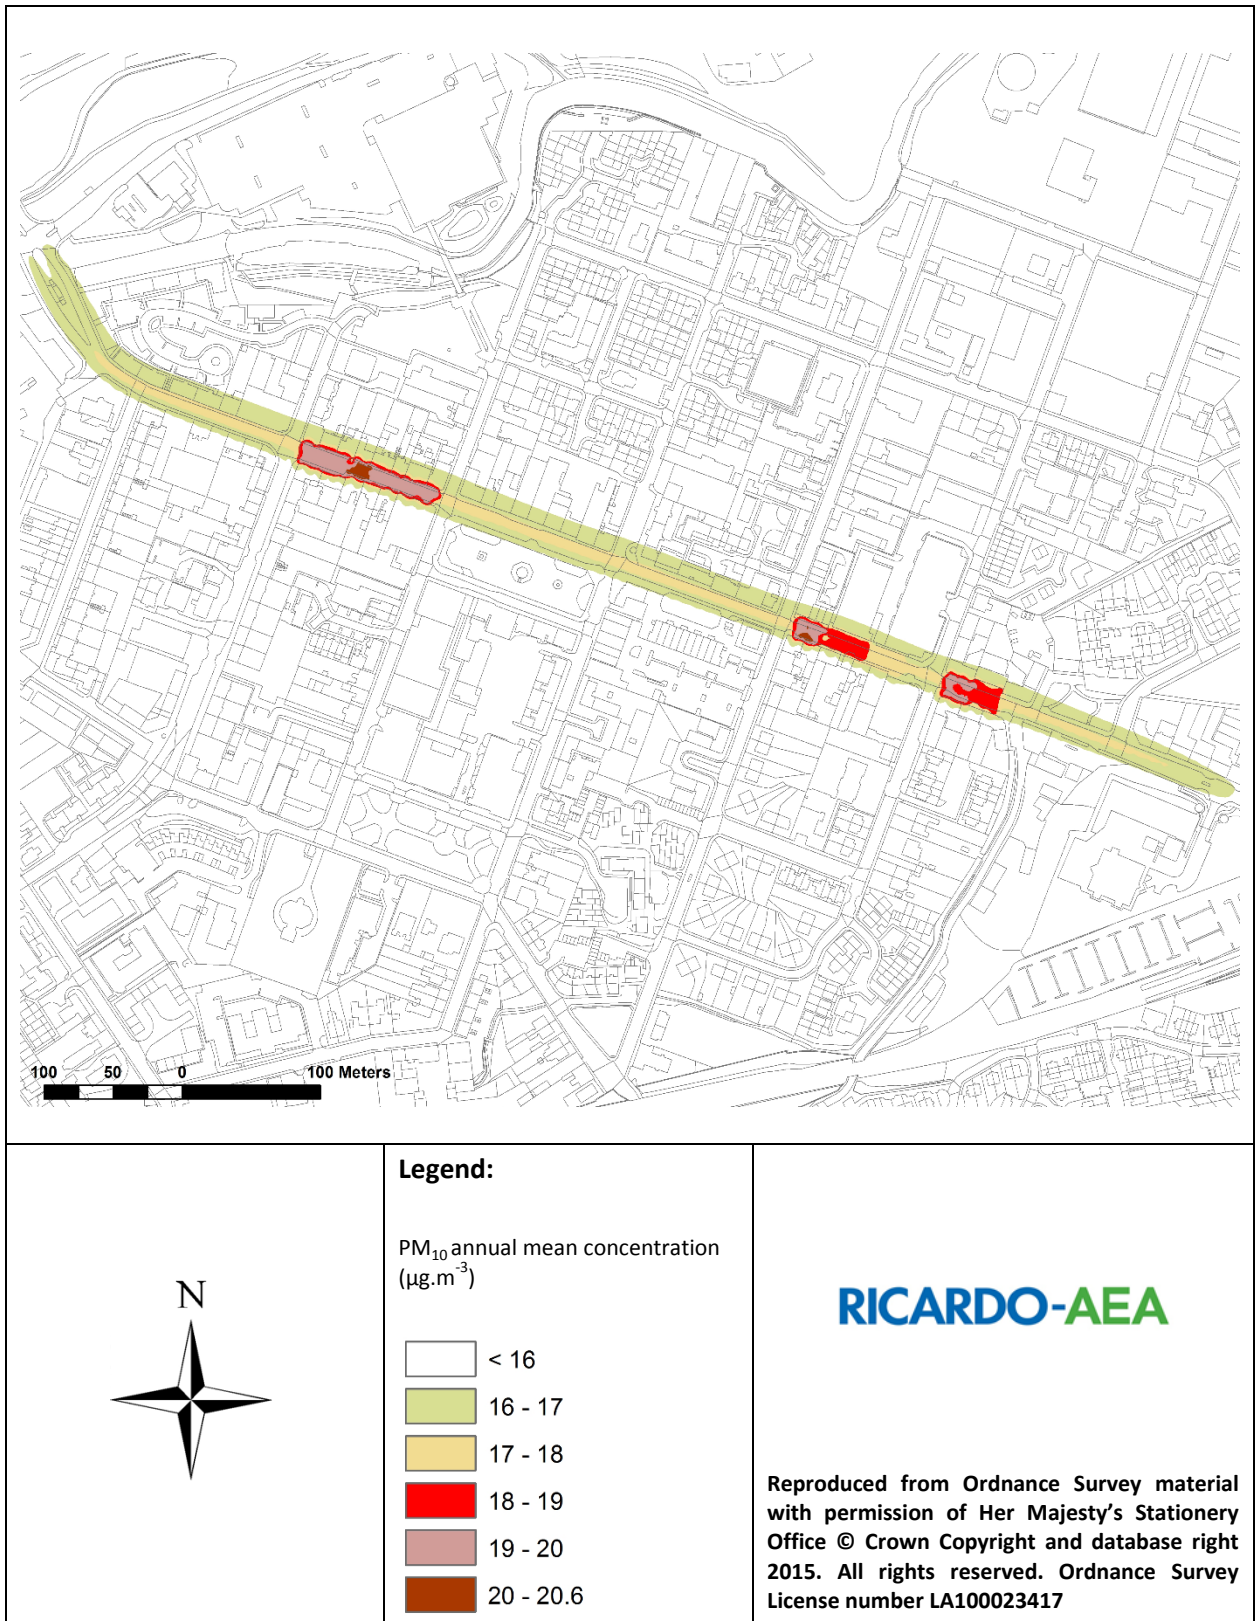 100 50 0 100 Meters
N
Legend:
PM₁₀ annual mean concentration
(µg.m⁻³)
< 16
16 - 17
17 - 18
18 - 19
19 - 20
20 - 20.6
RICARDO-AEA
Reproduced from Ordnance Survey material
with permission of Her Majesty’s Stationery
Office © Crown Copyright and database right
2015. All rights reserved. Ordnance Survey
License number LA100023417